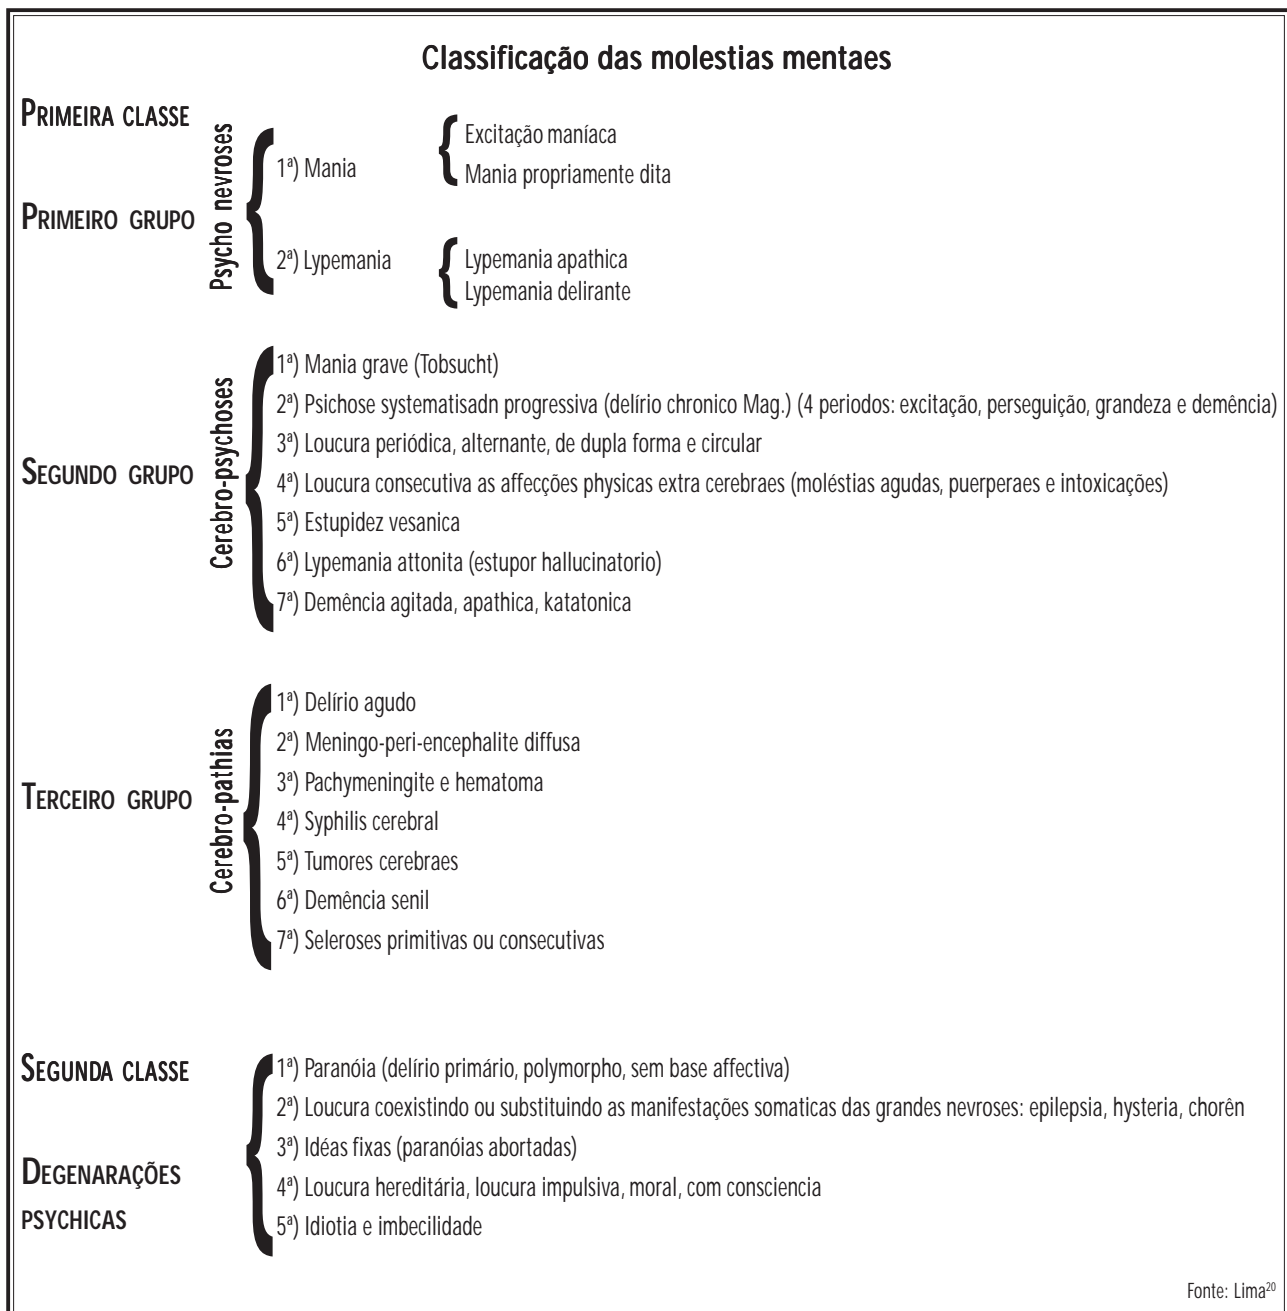 Classificação das molestias mentaes
PRIMEIRA CLASSE
PRIMEIRO GRUPO
Psycho nevroses
1ª) Mania
Excitação maníaca
Mania propriamente dita
2ª) Lypemania
Lypemania apathica
Lypemania delirante
SEGUNDO GRUPO
Cerebro-psychoses
1ª) Mania grave (Tobsucht)
2ª) Psichose systematisadn progressiva (delírio chronico Mag.) (4 periodos: excitação, perseguição, grandeza e demência)
3ª) Loucura periódica, alternante, de dupla forma e circular
4ª) Loucura consecutiva as affecções physicas extra cerebraes (moléstias agudas, puerperaes e intoxicações)
5ª) Estupidez vesanica
6ª) Lypemania attonita (estupor hallucinatorio)
7ª) Demência agitada, apathica, katatonica
TERCEIRO GRUPO
Cerebro-pathias
1ª) Delírio agudo
2ª) Meningo-peri-encephalite diffusa
3ª) Pachymeningite e hematoma
4ª) Syphilis cerebral
5ª) Tumores cerebraes
6ª) Demência senil
7ª) Seleroses primitivas ou consecutivas
SEGUNDA CLASSE
DEGENARAÇÕES
PSYCHICAS
1ª) Paranóia (delírio primário, polymorpho, sem base affectiva)
2ª) Loucura coexistindo ou substituindo as manifestações somaticas das grandes nevroses: epilepsia, hysteria, chorên
3ª) Idéas fixas (paranóias abortadas)
4ª) Loucura hereditária, loucura impulsiva, moral, com consciencia
5ª) Idiotia e imbecilidade
Fonte: Lima²⁰